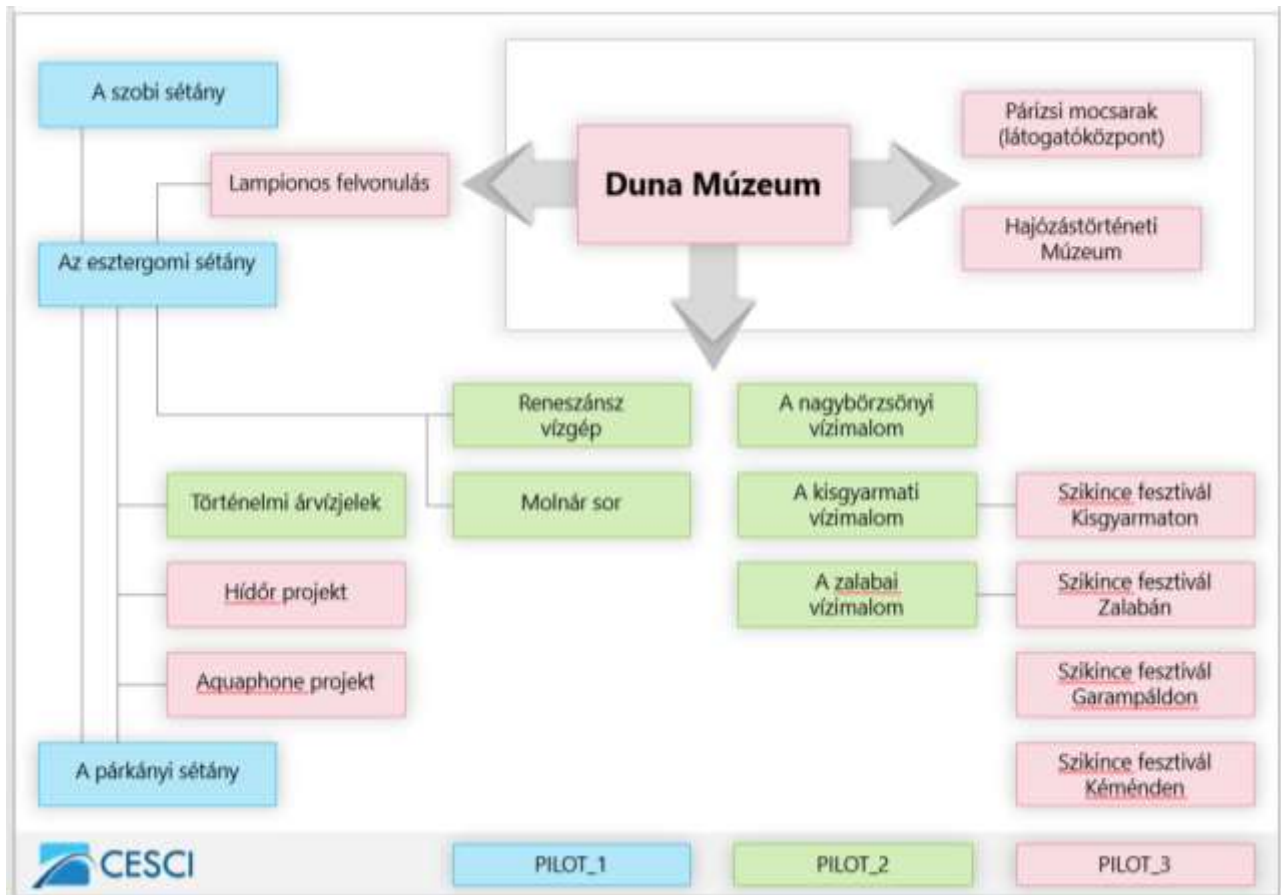 A szobi sétány
Párizsi mocsarak
(látogatóközpont)
Lampionos felvonulás
Duna Múzeum
Hajózástörténeti
Múzeum
Az esztergomi sétány
Reneszánsz
vízgép
A nagybörzsönyi
vízimalom
Történelmi árvízjelek
Molnár sor
A kisgyarmati
vízimalom
Szikince fesztivál
Kisgyarmaton
Hídőr projekt
A zalabai
vízimalom
Szikince fesztivál
Zalabán
Aquaphone projekt
Szikince fesztivál
Garampáldon
A párkányi sétány
Szikince fesztivál
Kéménden
CESCI
PILOT_1
PILOT_2
PILOT_3